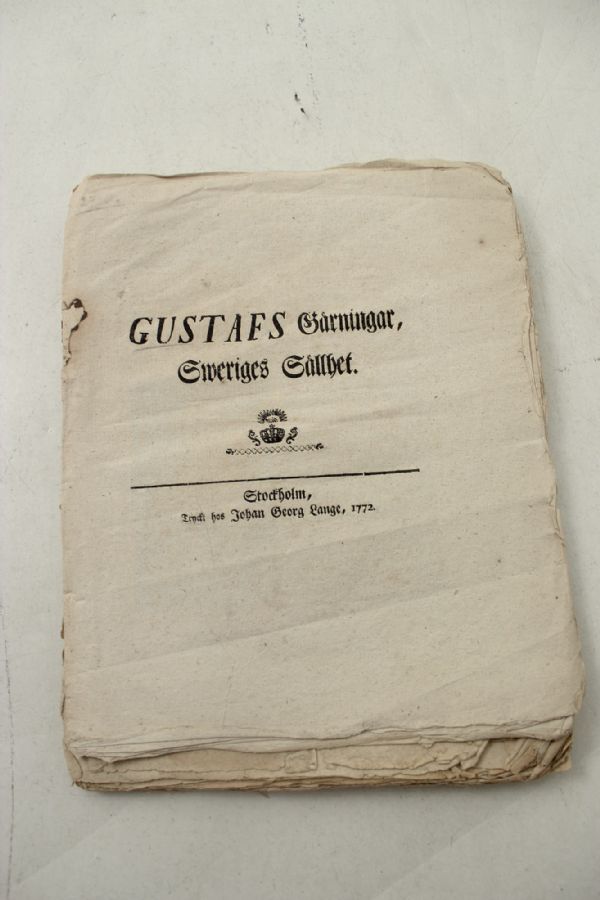 GUSTAFS Gärningar,
Sweriges Sällhet.
Stockholm,
Tryckt hos Johan Georg Lange, 1772.